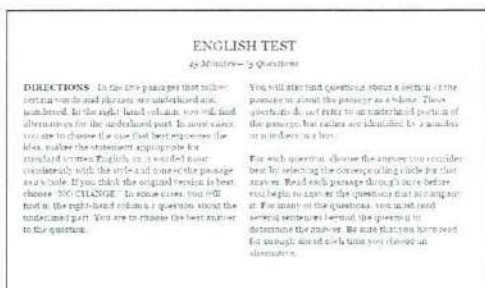 ENGLISH TEST
45 Minutes—75 Questions
DIRECTIONS In the five passages that follow,
certain words and phrases are underlined and
numbered. In the right-hand column, you will find
alternatives for the underlined part. In most cases,
you are to choose the one that best expresses the
idea, makes the statement appropriate for
standard written English, or is worded most
consistently with the style and tone of the passage
as a whole. If you think the original version is best,
choose "NO CHANGE." In some cases, you will
find in the right-hand column a question about the
underlined part. You are to choose the best answer
to the question.
You will also find questions about a section of the
passage or about the passage as a whole. These
questions do not refer to an underlined portion of
the passage, but rather are identified by a number
or numbers in a box.
For each question, choose the answer you consider
best by selecting the corresponding circle for that
answer. Read each passage through once before
you begin to answer the questions that accompany
it. For many of the questions, you must read
several sentences beyond the question to
determine the answer. Be sure that you have read
far enough ahead each time you choose an
alternative.